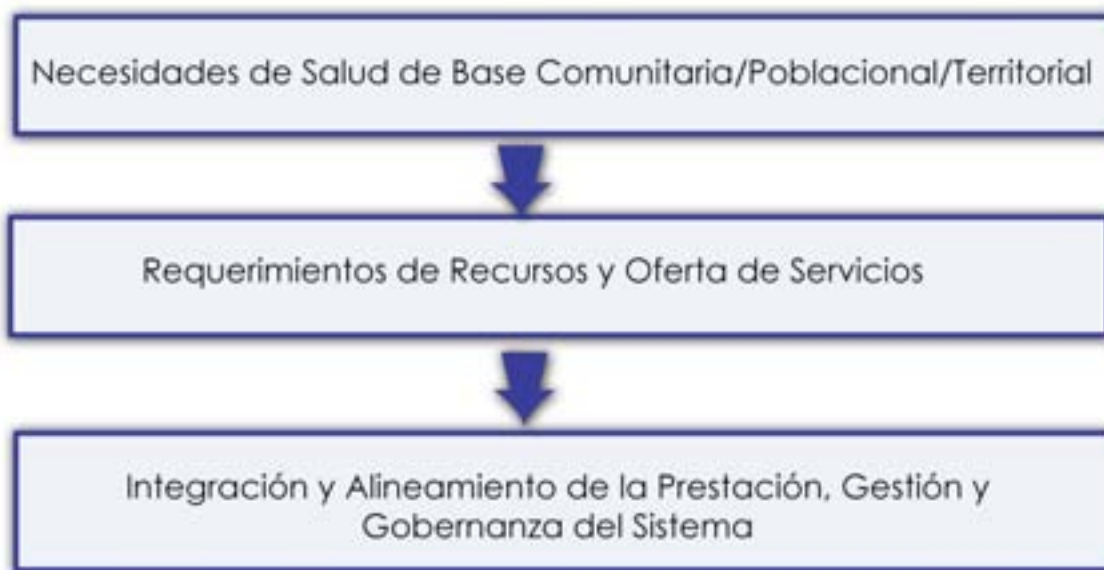 Necesidades de Salud de Base Comunitaria/Poblacional/Territorial
Requerimientos de Recursos y Oferta de Servicios
Integración y Alineamiento de la Prestación, Gestión y
Gobernanza del Sistema